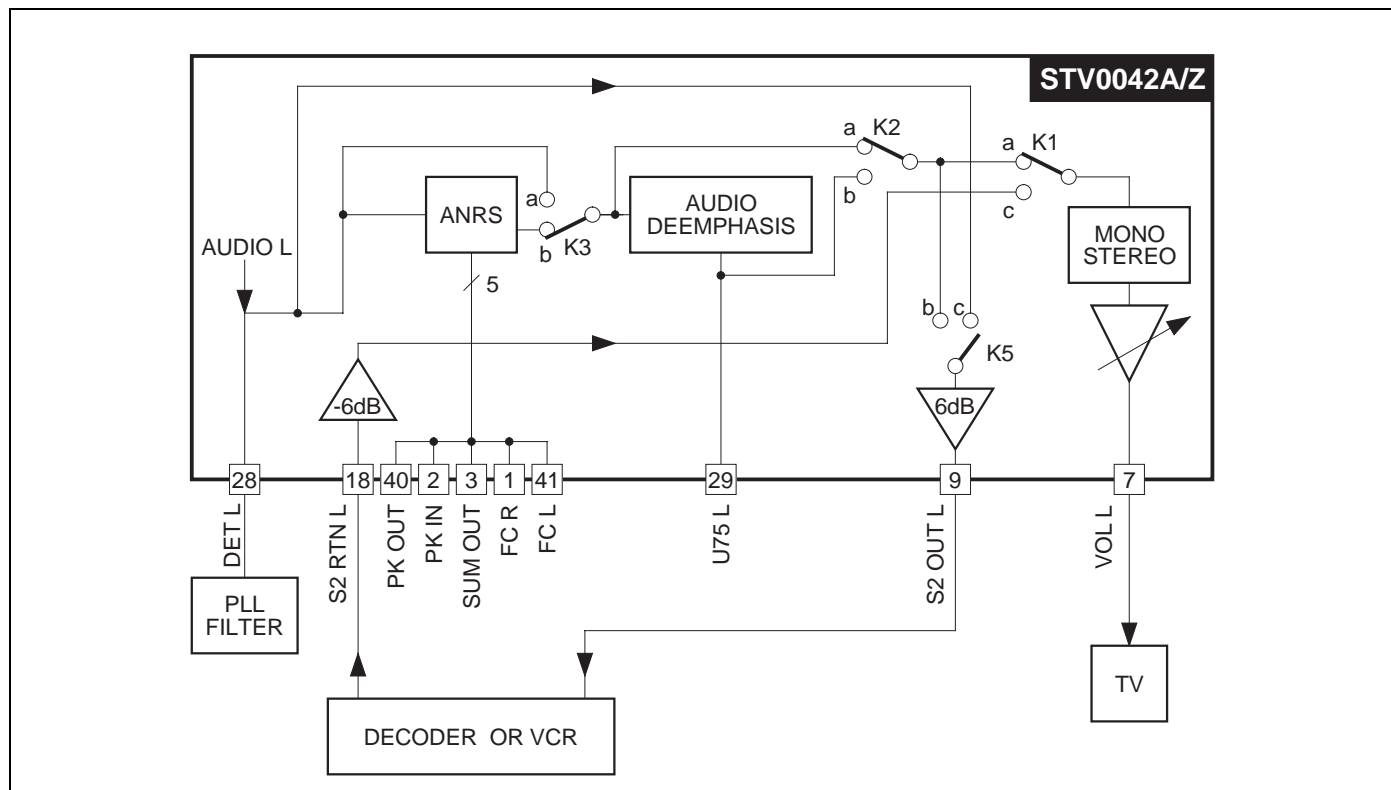 STV0042A/Z
a
K2
a
K1
b
c
ANRS
a
b
K3
AUDIO
DEEMPHASIS
MONO
STEREO
AUDIO L
5
b
c
K5
-6dB
6dB
28
18
40
2
3
1
41
29
9
7
DET L
S2 RTN L
PK OUT
PK IN
SUM OUT
FC R
FC L
U75 L
S2 OUT L
VOL L
PLL
FILTER
TV
DECODER OR VCR